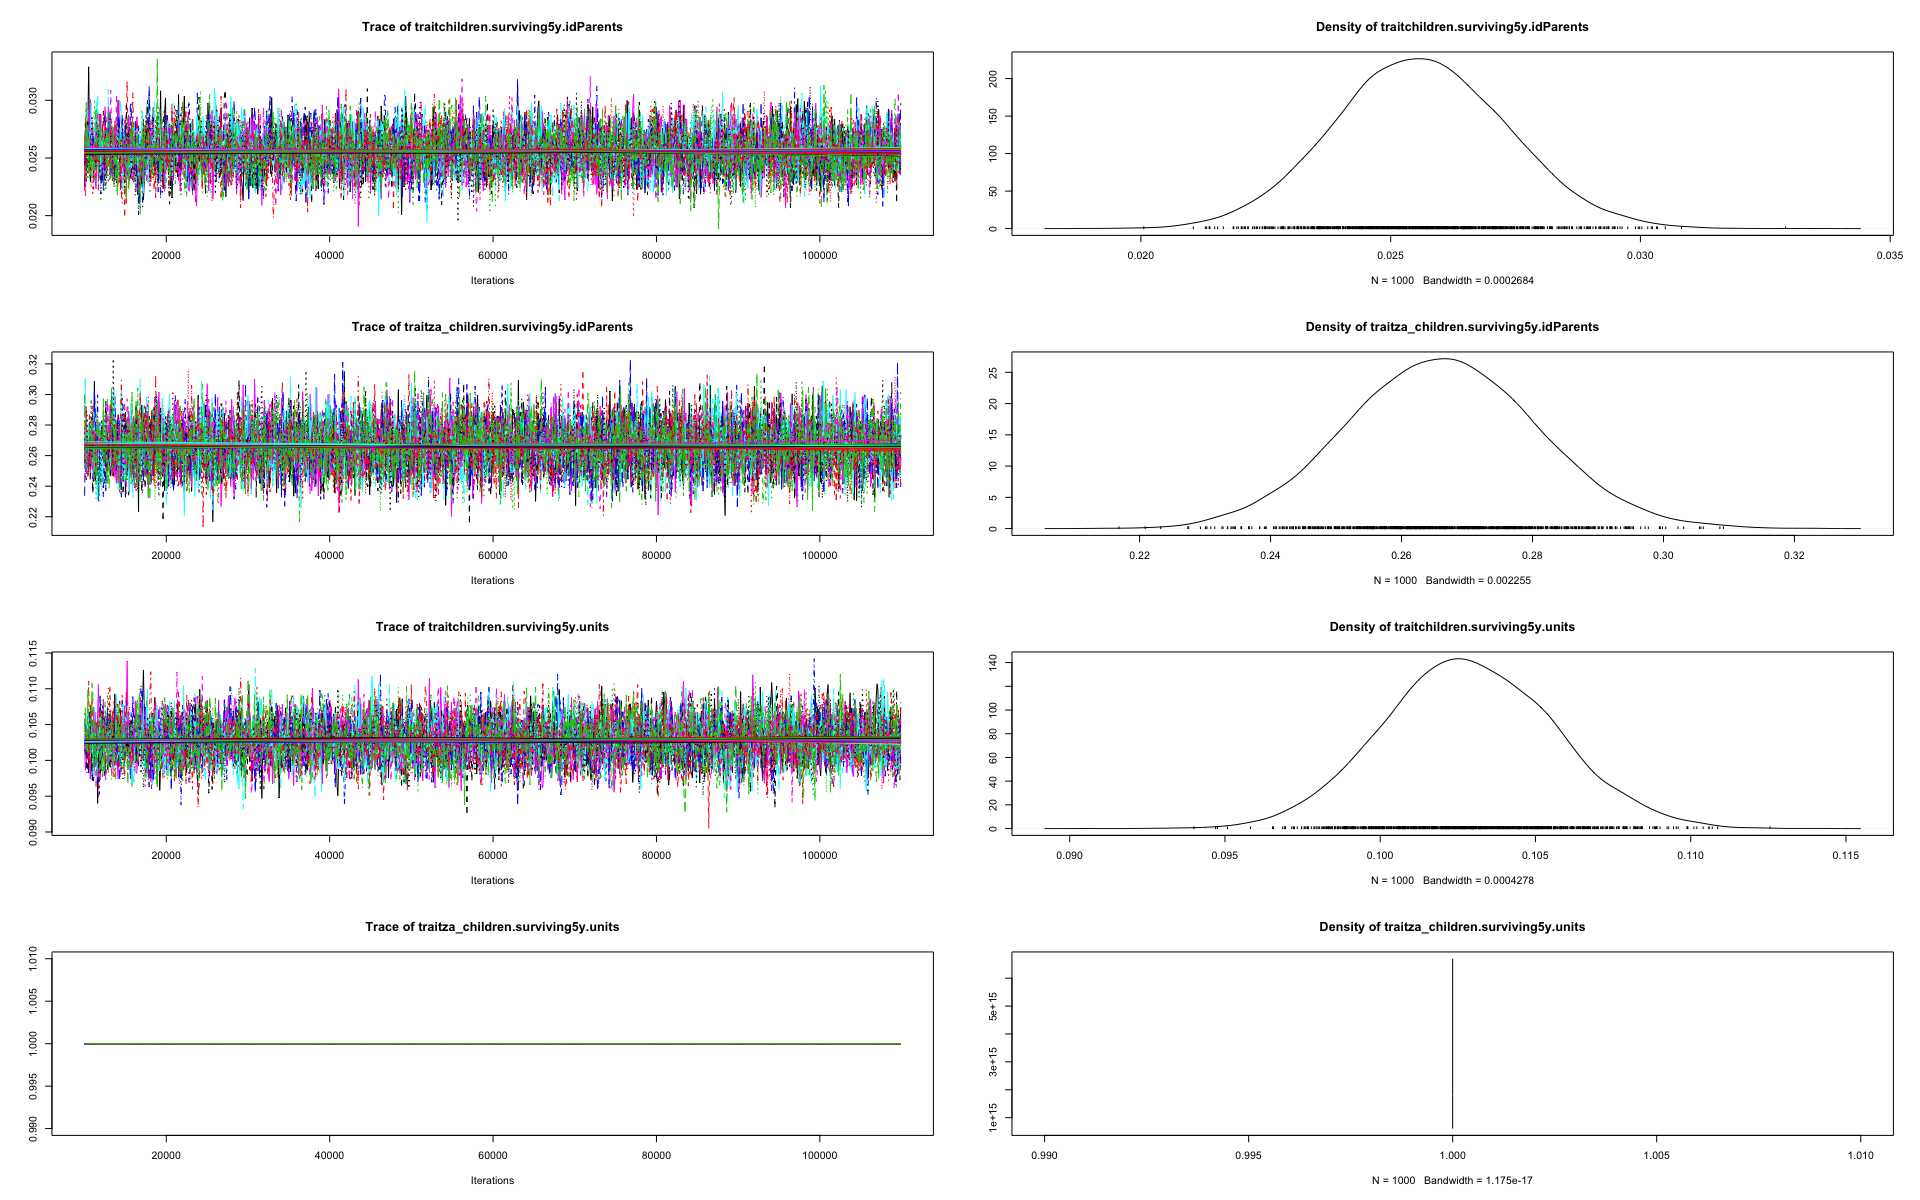 Trace of traitchildren.surviving5y.idParents
0.020 0.025 0.030
20000 40000 60000 80000 100000
Iterations
Density of traitchildren.surviving5y.idParents
0 50 100 150 200
0.020 0.025 0.030 0.035
N = 1000 Bandwidth = 0.0002684
Trace of traitza_children.surviving5y.idParents
0.22 0.24 0.26 0.28 0.30 0.32
20000 40000 60000 80000 100000
Iterations
Density of traitza_children.surviving5y.idParents
0 5 10 15 20 25
0.22 0.24 0.26 0.28 0.30 0.32
N = 1000 Bandwidth = 0.002255
Trace of traitchildren.surviving5y.units
0.090 0.095 0.100 0.105 0.110 0.115
20000 40000 60000 80000 100000
Iterations
Density of traitchildren.surviving5y.units
0 20 40 60 80 100 140
0.090 0.095 0.100 0.105 0.110 0.115
N = 1000 Bandwidth = 0.0004278
Trace of traitza_children.surviving5y.units
0.990 0.995 1.000 1.005 1.010
20000 40000 60000 80000 100000
Iterations
Density of traitza_children.surviving5y.units
1e+15 3e+15 5e+15
0.990 0.995 1.000 1.005 1.010
N = 1000 Bandwidth = 1.175e-17